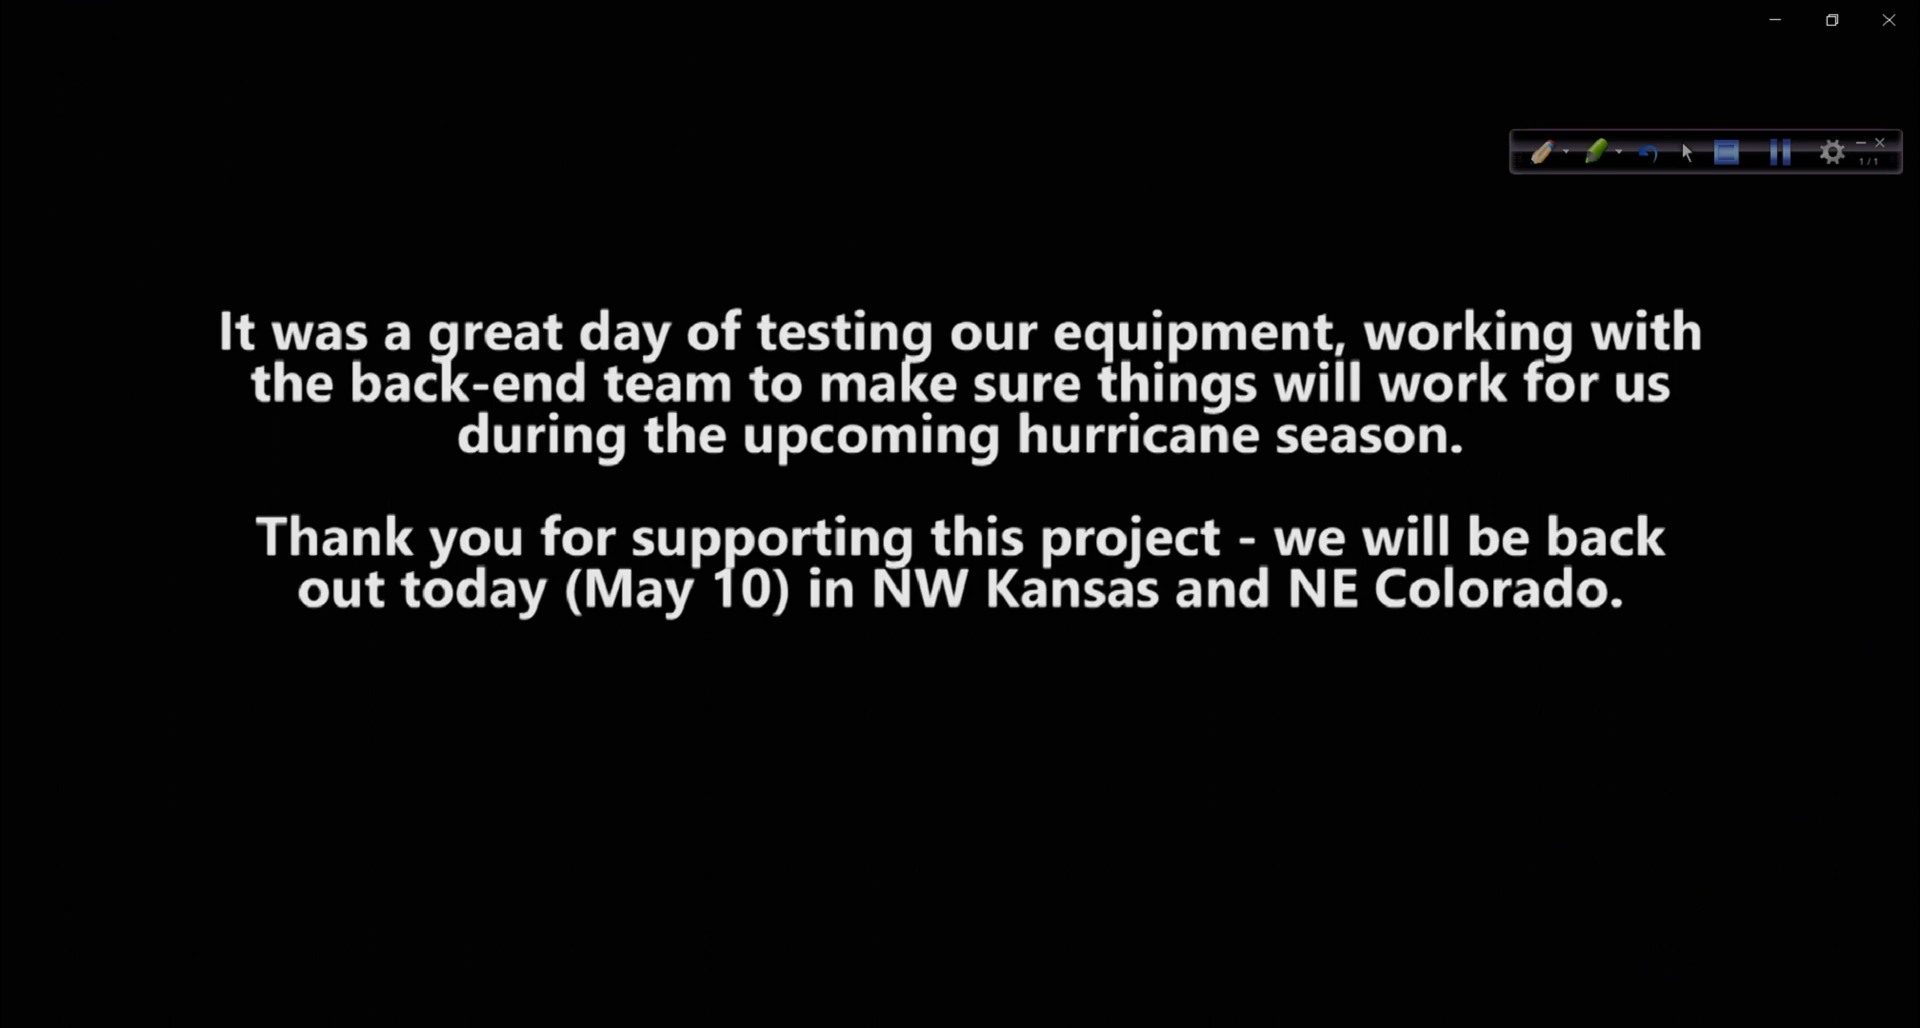 1/1
It was a great day of testing our equipment, working with
the back-end team to make sure things will work for us
during the upcoming hurricane season.
Thank you for supporting this project - we will be back
out today (May 10) in NW Kansas and NE Colorado.